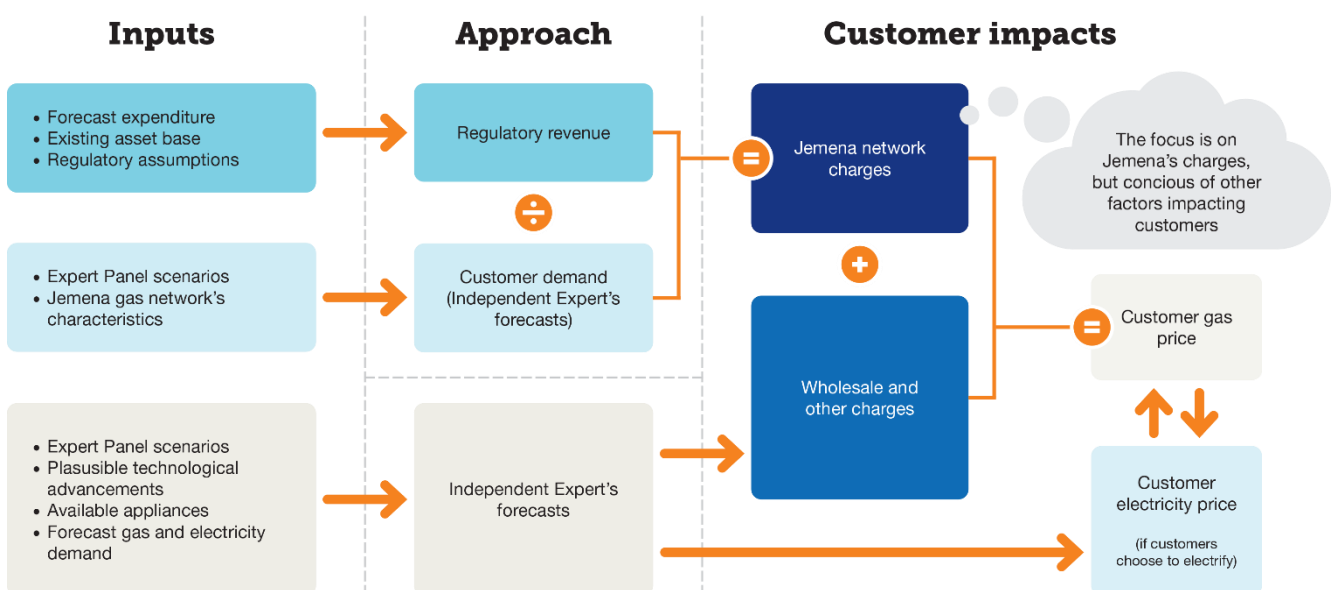 Inputs
Approach
Customer impacts
• Forecast expenditure
• Existing asset base
• Regulatory assumptions
Regulatory revenue
÷
• Expert Panel scenarios
• Jemena gas network's
characteristics
Customer demand
(Independent Expert's
forecasts)
=
Jemena network
charges
+
Wholesale and
other charges
The focus is on
Jemena's charges,
but concious of other
factors impacting
customers
=
Customer gas
price
• Expert Panel scenarios
• Plasusible technological
advancements
• Available appliances
• Forecast gas and electricity
demand
Independent Expert's
forecasts
Customer
electricity price
(if customers
choose to electrify)